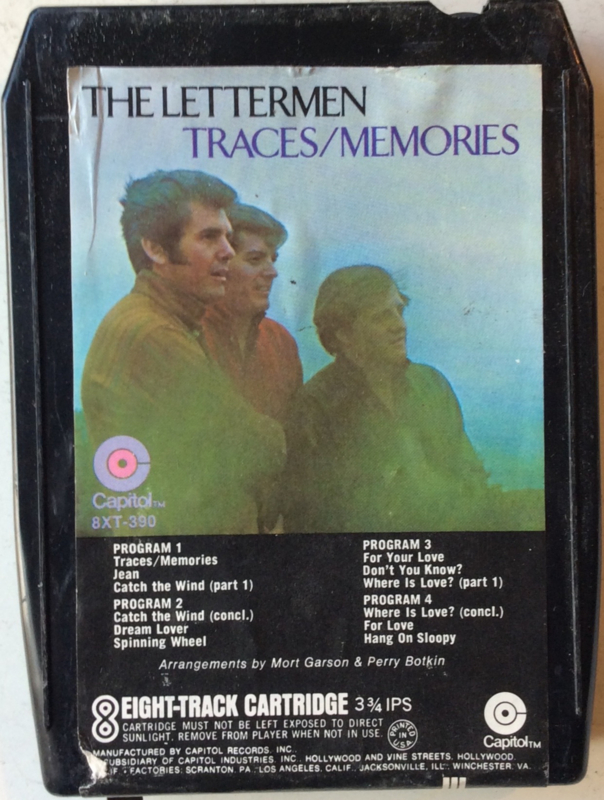 THE LETTERMEN
TRACES/MEMORIES
Capitol™
8XT-390
PROGRAM 1
Traces/Memories
Jean
Catch the Wind (part 1)
PROGRAM 2
Catch the Wind (concl.)
Dream Lover
Spinning Wheel
PROGRAM 3
For Your Love
Don't You Know?
Where Is Love? (part 1)
PROGRAM 4
Where Is Love? (concl.)
For Love
Hang On Sloopy
Arrangements by Mort Garson & Perry Botkin
8 EIGHT-TRACK CARTRIDGE 3¾ IPS
CARTRIDGE MUST NOT BE LEFT EXPOSED TO DIRECT
SUNLIGHT. REMOVE FROM PLAYER WHEN NOT IN USE.
PRINTED IN U.S.A.
Capitol™
MANUFACTURED BY CAPITOL RECORDS, INC.,
SUBSIDIARY OF CAPITOL INDUSTRIES, INC., HOLLYWOOD AND VINE STREETS, HOLLYWOOD,
FACTORIES: SCRANTON, PA., LOS ANGELES, CALIF., JACKSONVILLE, ILL., WINCHESTER, VA.